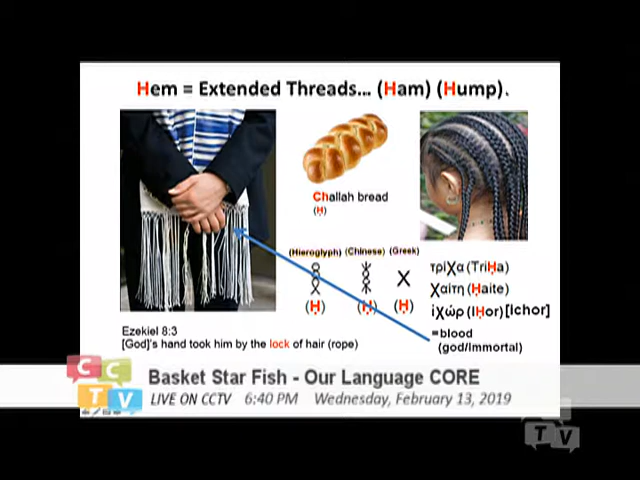 Hem = Extended Threads... (Ham) (Hump).
Challah bread
(Ḥ)
(Hieroglyph) (Chinese) (Greek)
X
(Ḥ) (Ḥ) (Ḥ)
τρίχα (TriḤa)
Χαίτη (Ḥaite)
ἰχώρ (IḤor) [Ichor]
=blood
(god/immortal)
Ezekiel 8:3
[God]'s hand took him by the lock of hair (rope)
CCTV
Basket Star Fish - Our Language CORE
LIVE ON CCTV 6:40 PM Wednesday, February 13, 2019
TV